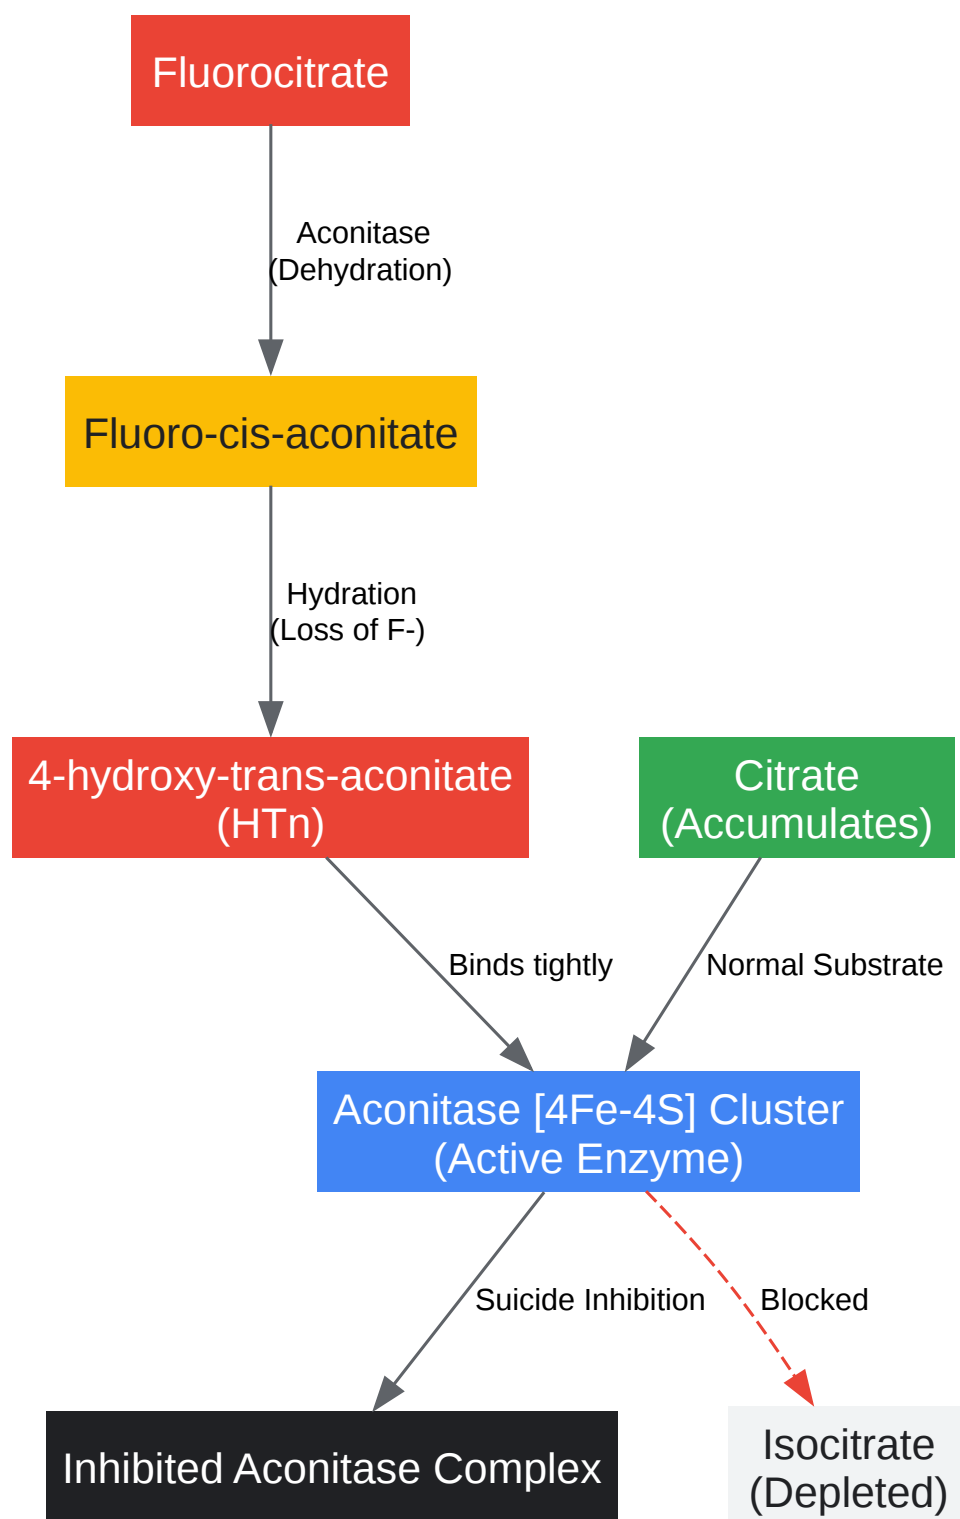 Fluorocitrate
Aconitase
(Dehydration)
Fluoro-cis-aconitate
Hydration
(Loss of F-)
4-hydroxy-trans-aconitate
(HTn)
Citrate
(Accumulates)
Binds tightly
Normal Substrate
Aconitase [4Fe-4S] Cluster
(Active Enzyme)
Suicide Inhibition
Blocked
Inhibited Aconitase Complex
Isocitrate
(Depleted)